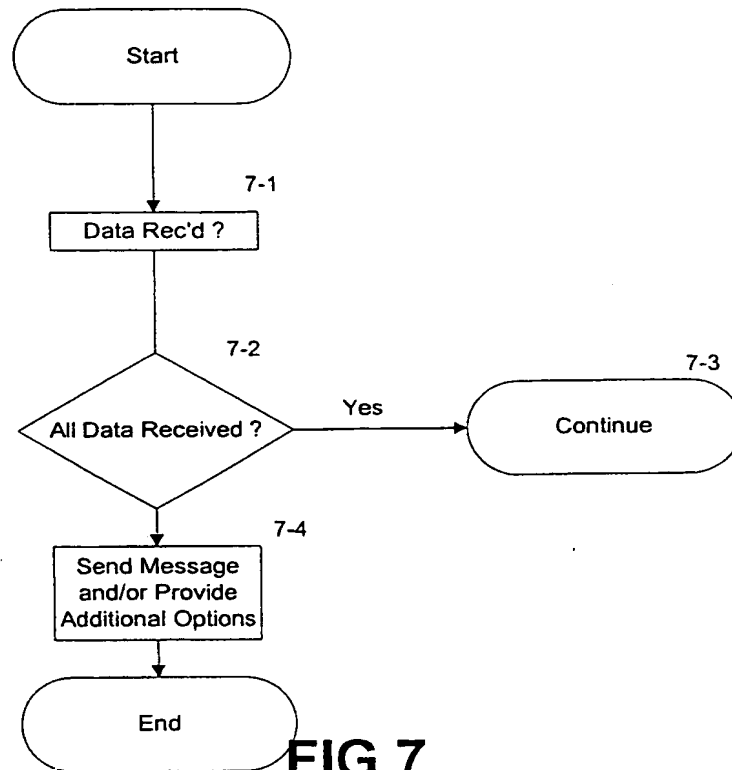 Start
7-1
Data Rec'd ?
7-2
All Data Received ?
Yes
7-3
Continue
7-4
Send Message
and/or Provide
Additional Options
End
FIG 7